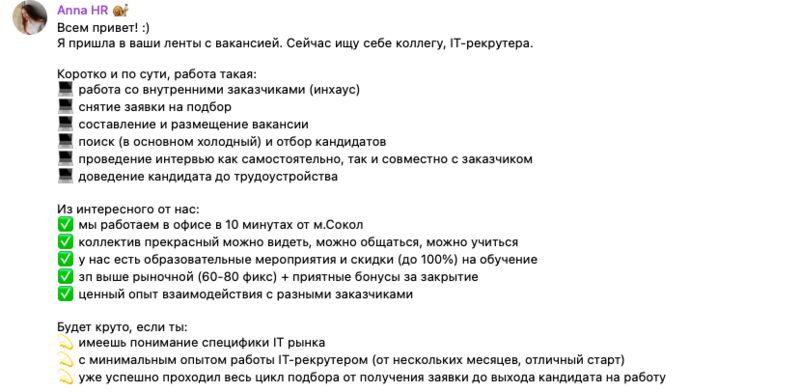 Anna HR 🐌
Всем привет! :)
Я пришла в ваши ленты с вакансией. Сейчас ищу себе коллегу, IT-рекрутера.
Коротко и по сути, работа такая:
💻 работа со внутренними заказчиками (инхаус)
💻 снятие заявки на подбор
💻 составление и размещение вакансии
💻 поиск (в основном холодный) и отбор кандидатов
💻 проведение интервью как самостоятельно, так и совместно с заказчиком
💻 доведение кандидата до трудоустройства
Из интересного от нас:
✅ мы работаем в офисе в 10 минутах от м.Сокол
✅ коллектив прекрасный можно видеть, можно общаться, можно учиться
✅ у нас есть образовательные мероприятия и скидки (до 100%) на обучение
✅ зп выше рыночной (60-80 фикс) + приятные бонусы за закрытие
✅ ценный опыт взаимодействия с разными заказчиками
Будет круто, если ты:
💫 имеешь понимание специфики IT рынка
💫 с минимальным опытом работы IT-рекрутером (от нескольких месяцев, отличный старт)
💫 уже успешно проходил весь цикл подбора от получения заявки до выхода кандидата на работу